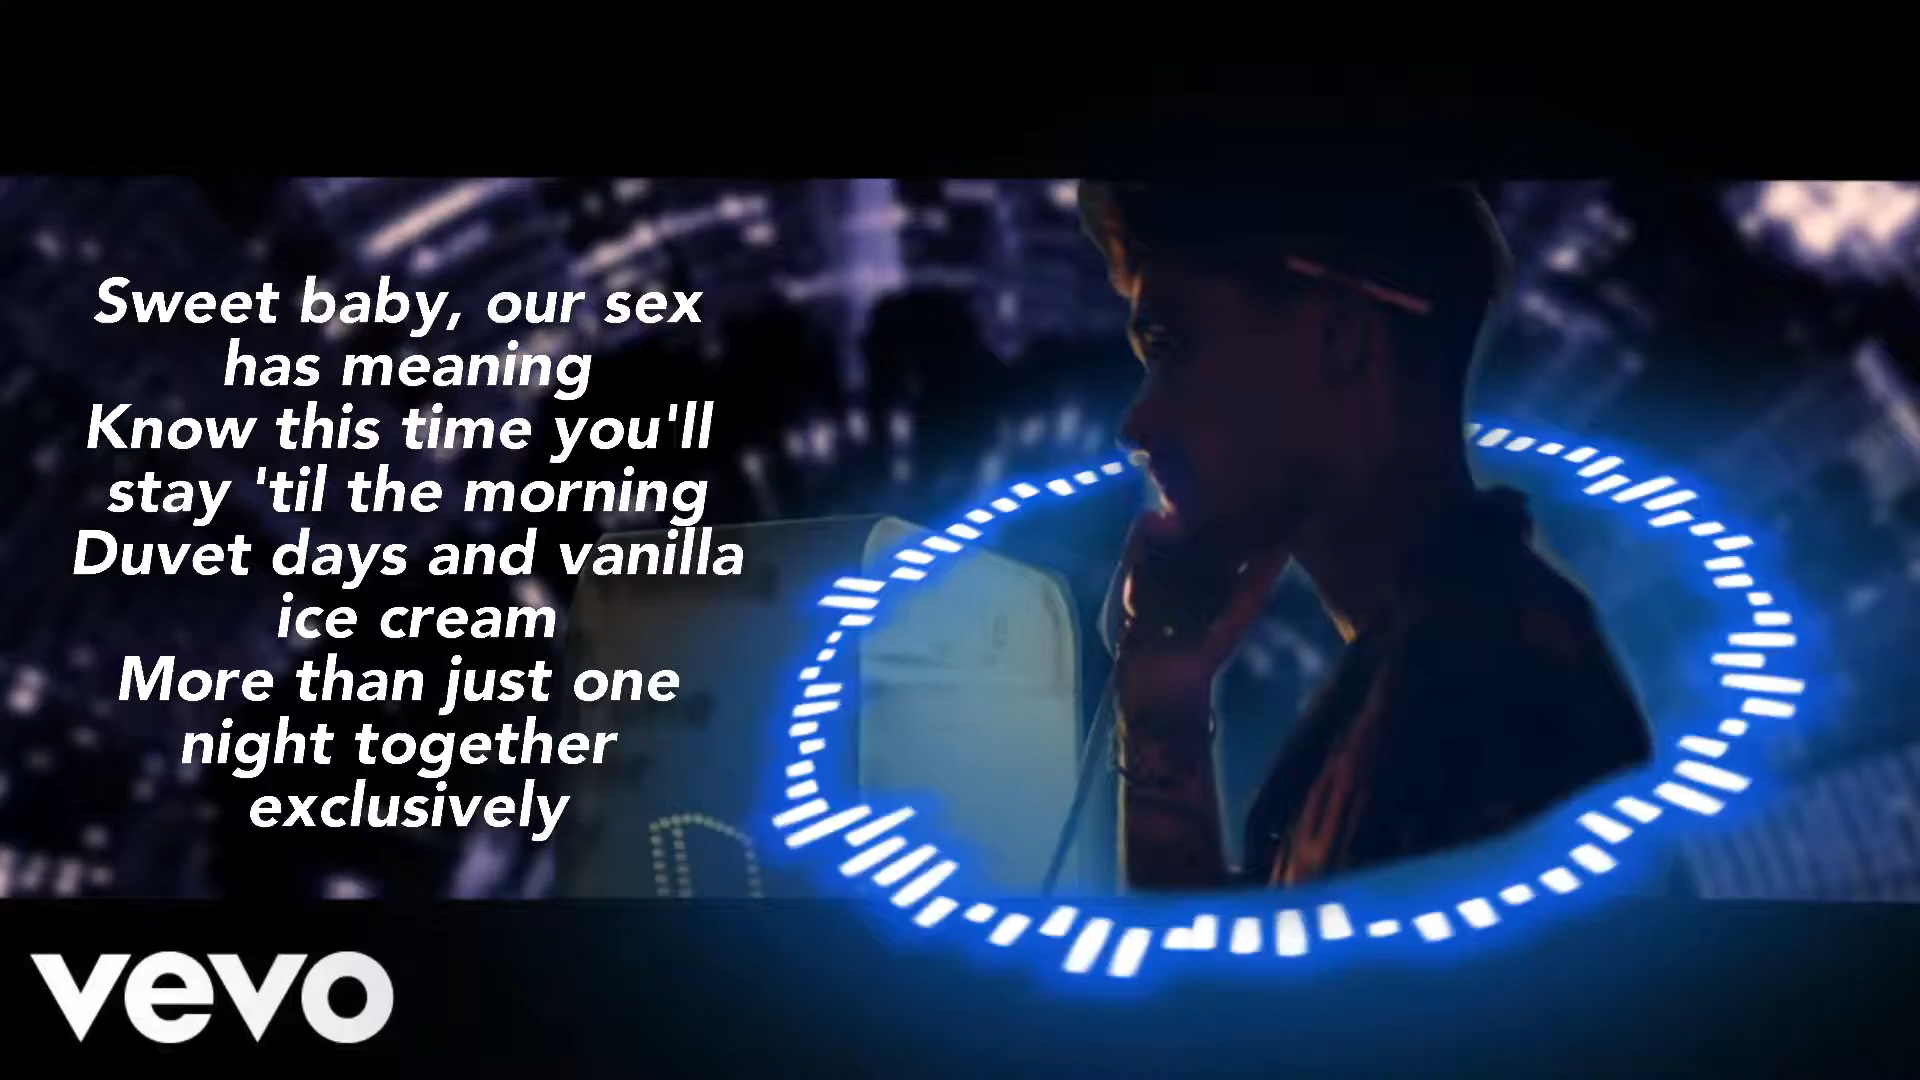 Sweet baby, our sex
has meaning
Know this time you'll
stay 'til the morning
Duvet days and vanilla
ice cream
More than just one
night together
exclusively
vevo